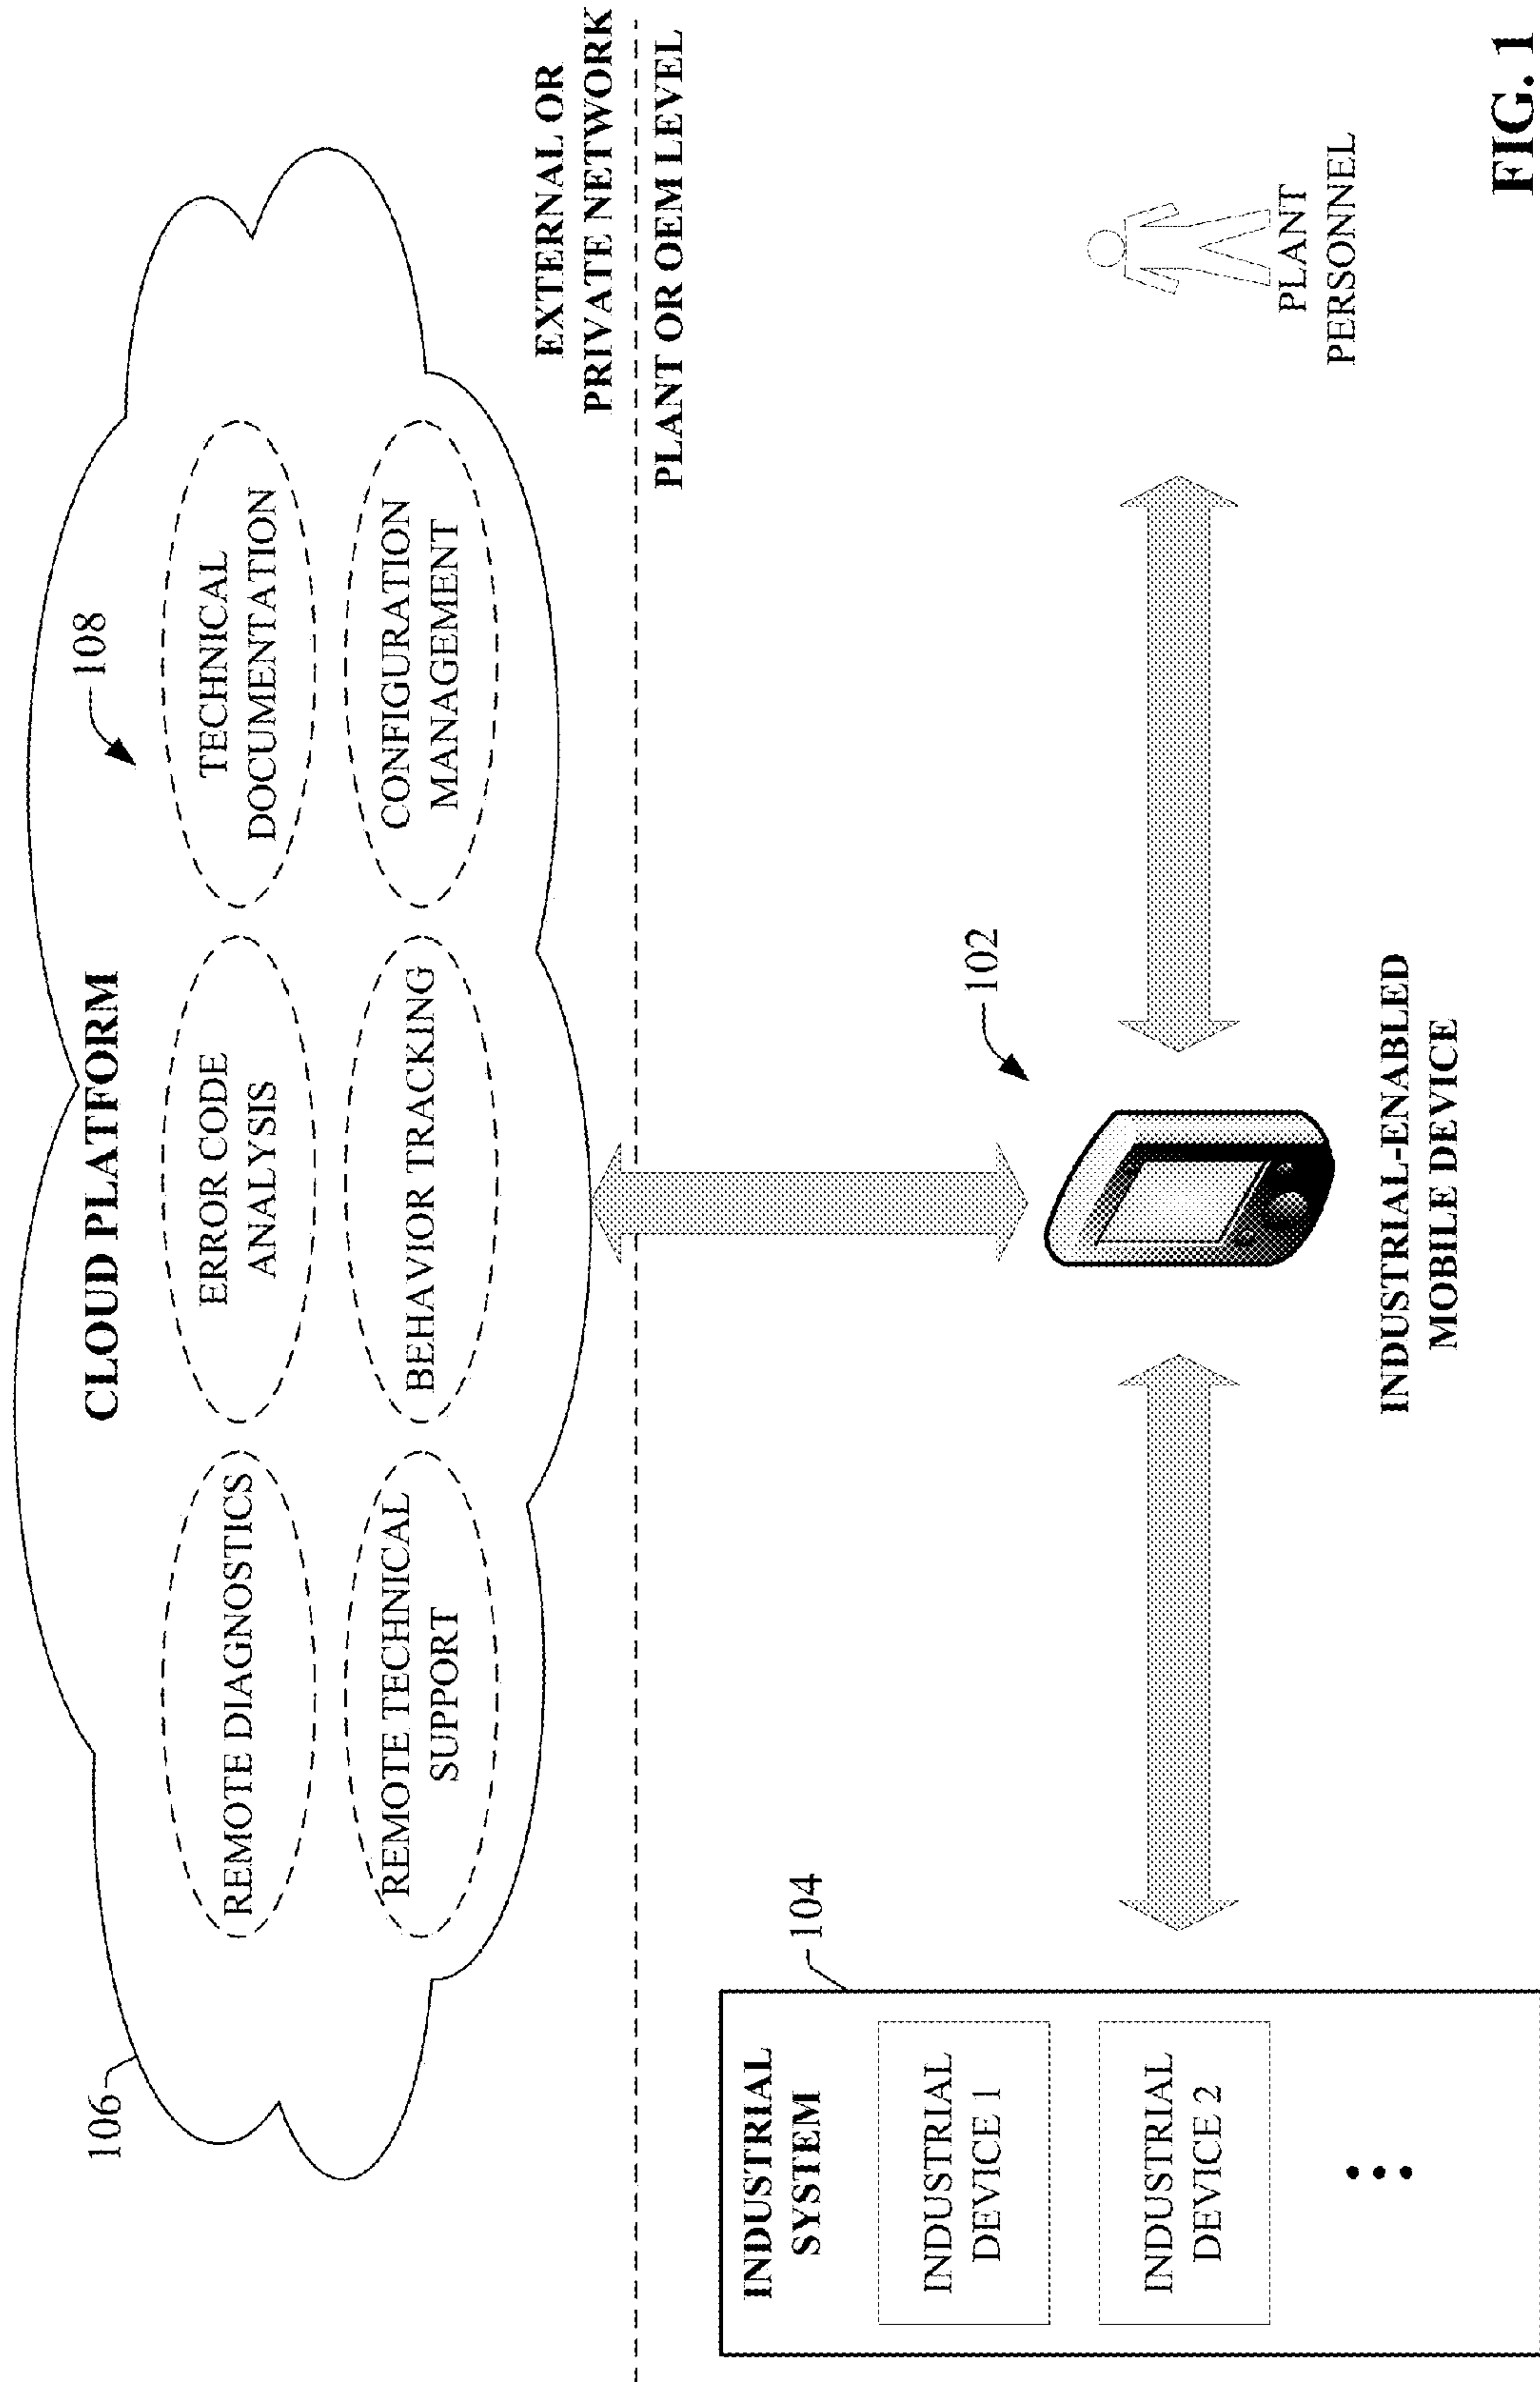 106
CLOUD PLATFORM
108
REMOTE DIAGNOSTICS
ERROR CODE
ANALYSIS
TECHNICAL
DOCUMENTATION
REMOTE TECHNICAL
SUPPORT
BEHAVIOR TRACKING
CONFIGURATION
MANAGEMENT
EXTERNAL OR
PRIVATE NETWORK
PLANT OR OEM LEVEL
104
INDUSTRIAL
SYSTEM
INDUSTRIAL
DEVICE 1
INDUSTRIAL
DEVICE 2
102
INDUSTRIAL-ENABLED
MOBILE DEVICE
PLANT
PERSONNEL
FIG. 1